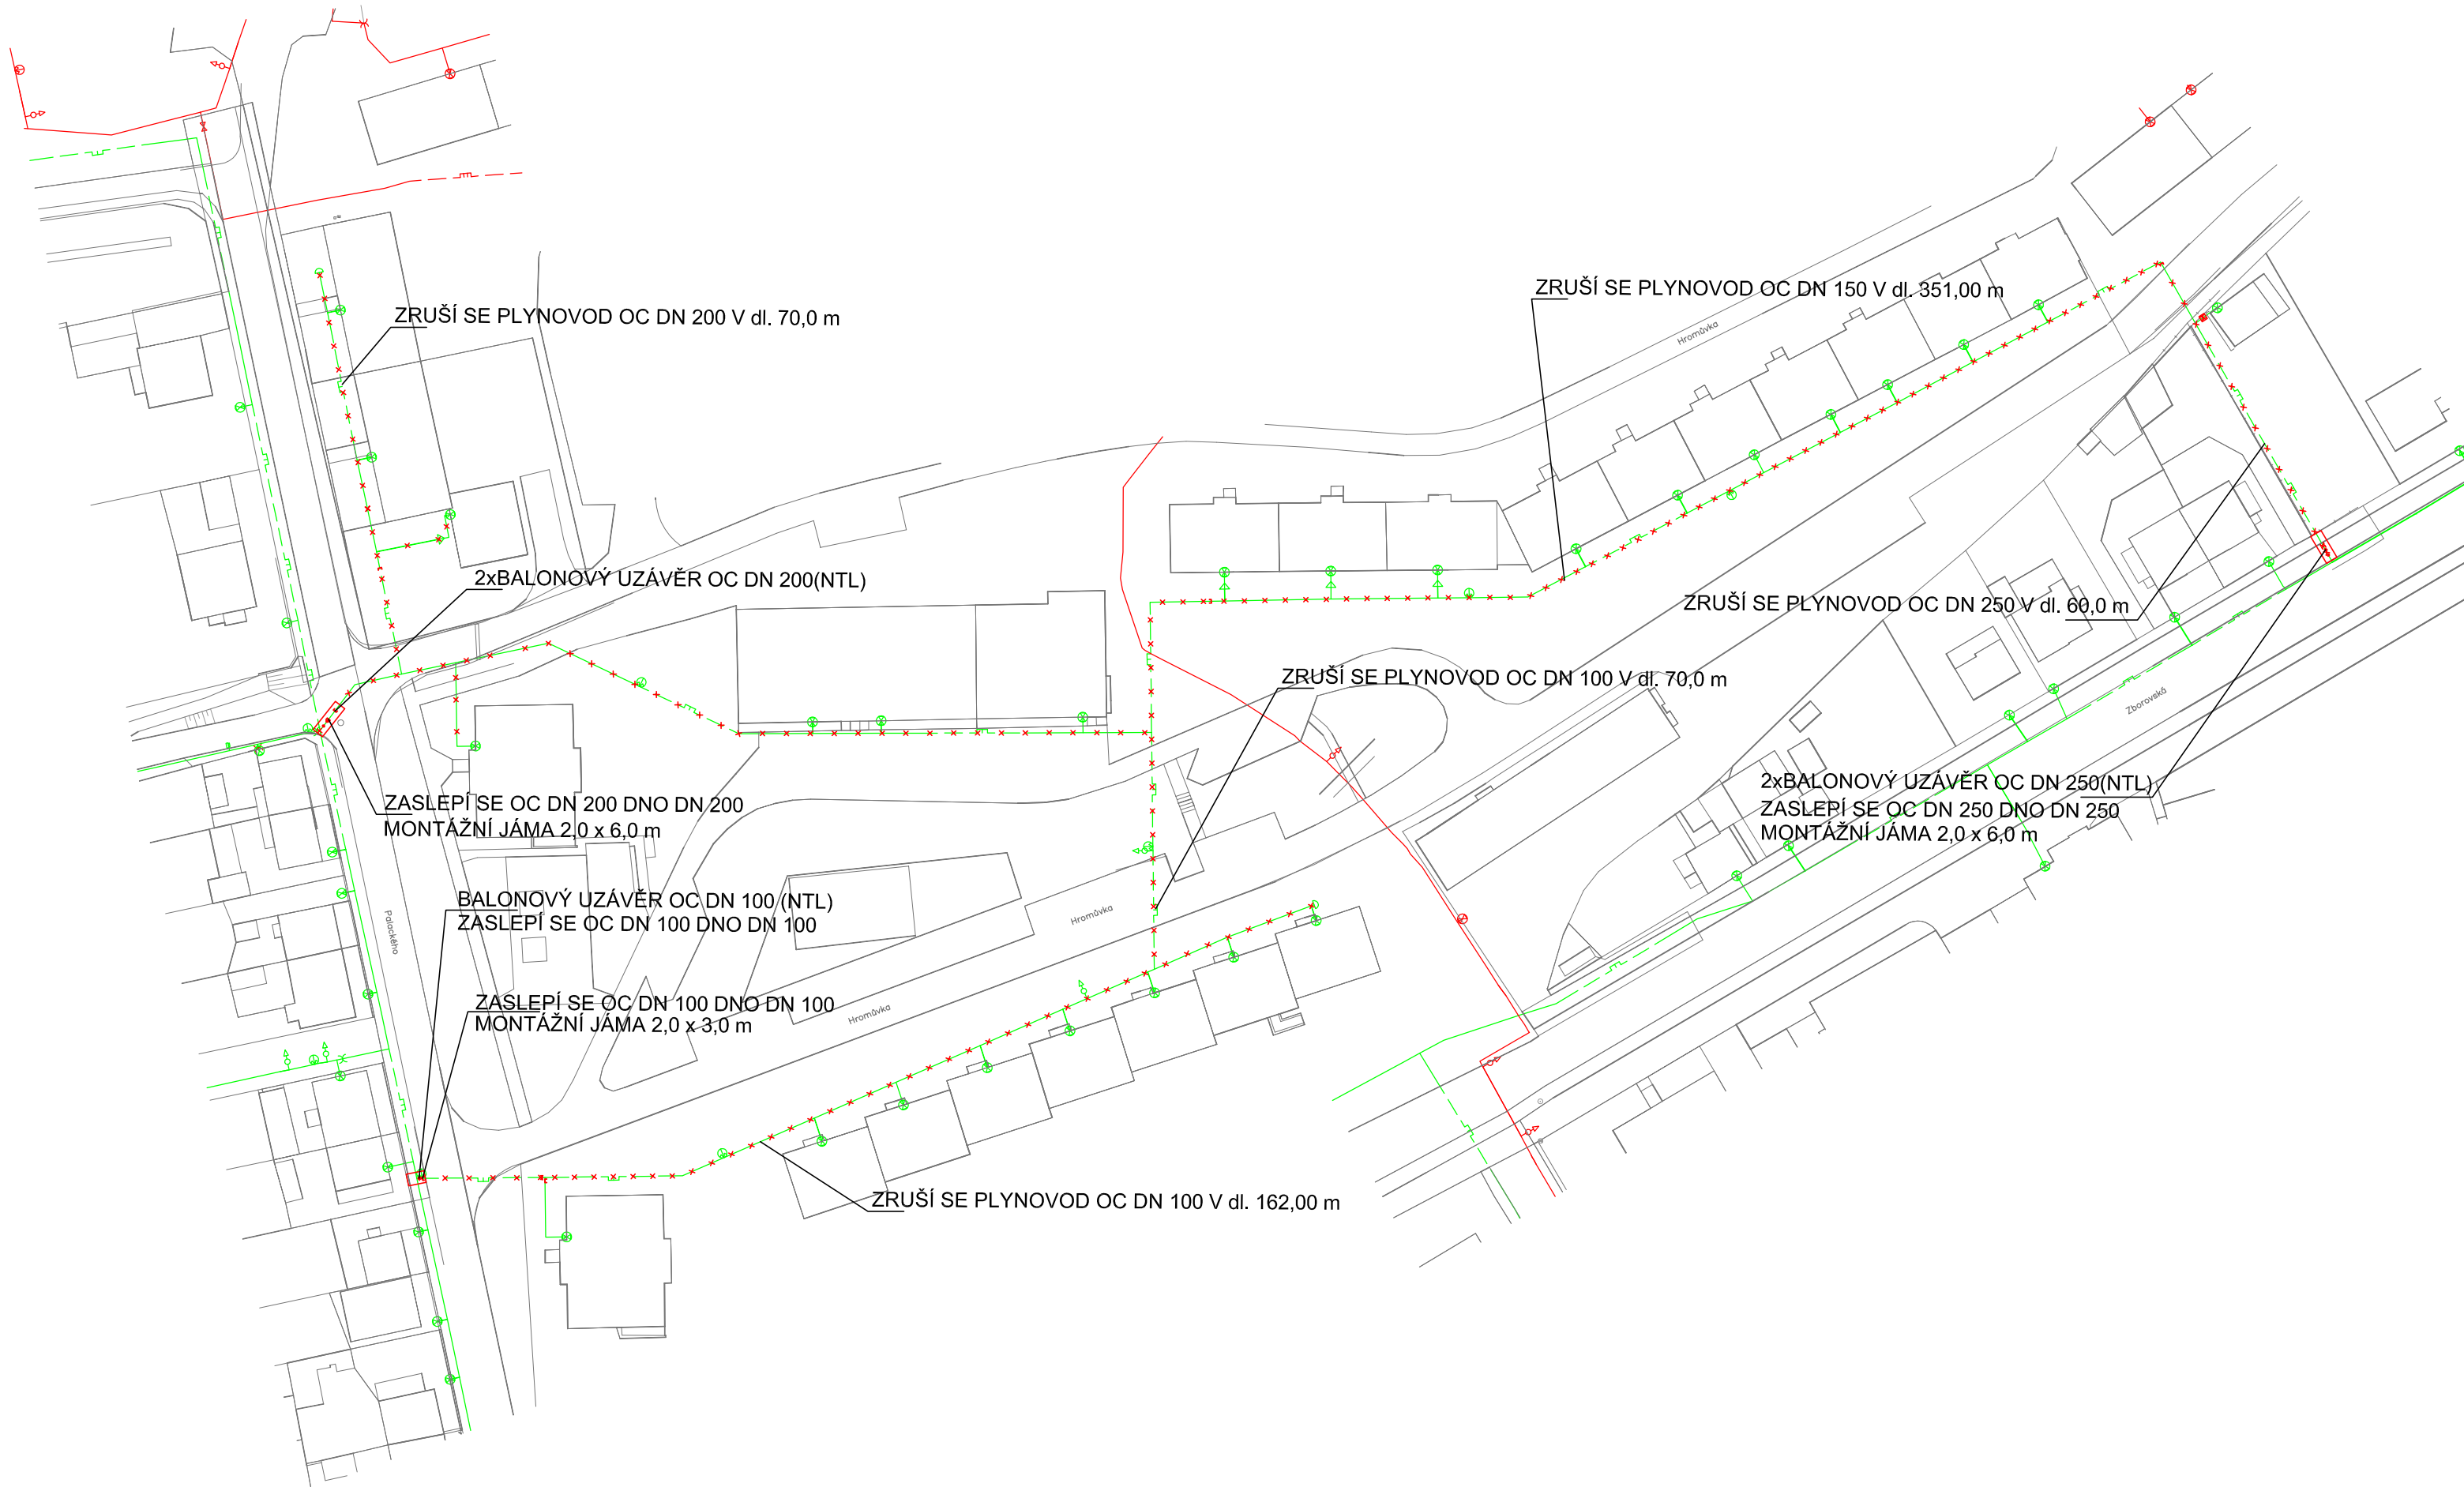 ZRUŠÍ SE PLYNOVOD OC DN 200 V dl. 70,0 m
ZRUŠÍ SE PLYNOVOD OC DN 150 V dl. 351,00 m
Hromůvka
2xBALONOVÝ UZÁVĚR OC DN 200(NTL)
ZRUŠÍ SE PLYNOVOD OC DN 250 V dl. 60,0 m
ZRUŠÍ SE PLYNOVOD OC DN 100 V dl. 70,0 m
Zborovská
2xBALONOVÝ UZÁVĚR OC DN 250(NTL)
ZASLEPÍ SE OC DN 250 DNO DN 250
MONTÁŽNÍ JÁMA 2,0 x 6,0 m
ZASLEPÍ SE OC DN 200 DNO DN 200
MONTÁŽNÍ JÁMA 2,0 x 6,0 m
BALONOVÝ UZÁVĚR OC DN 100 (NTL)
ZASLEPÍ SE OC DN 100 DNO DN 100
Palackého
Hromůvka
Hromůvka
ZASLEPÍ SE OC DN 100 DNO DN 100
MONTÁŽNÍ JÁMA 2,0 x 3,0 m
ZRUŠÍ SE PLYNOVOD OC DN 100 V dl. 162,00 m